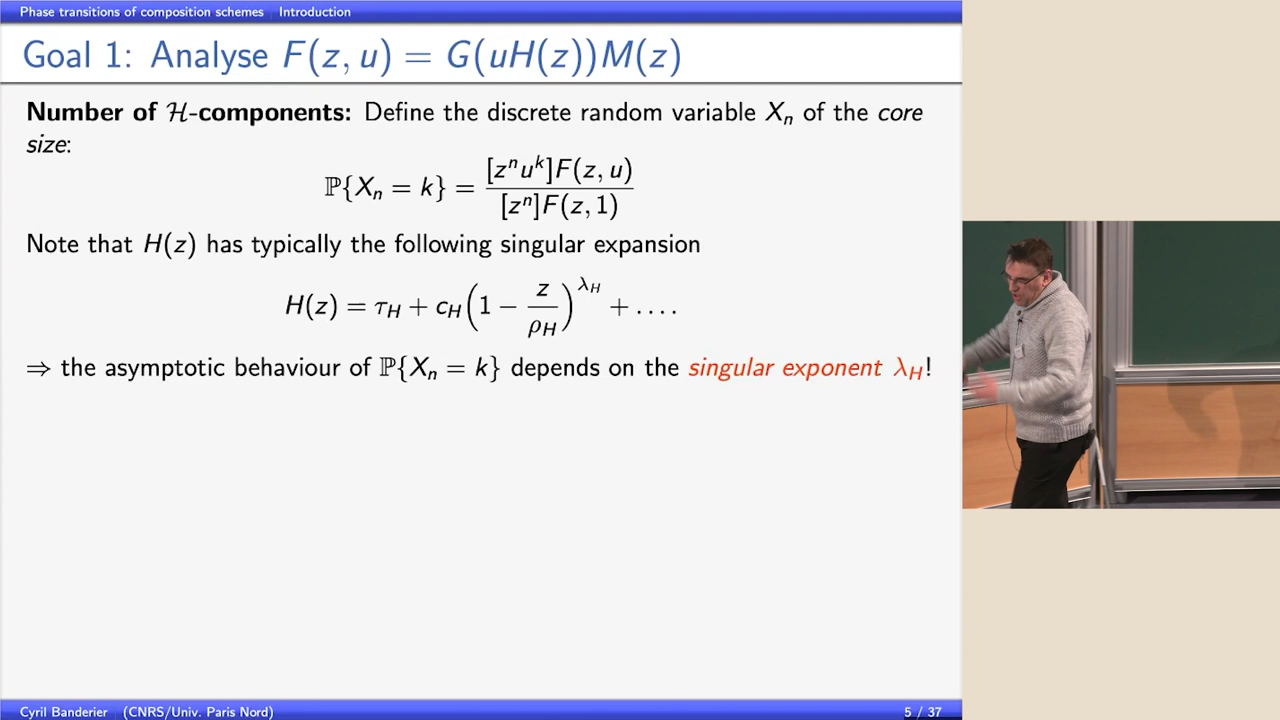 Phase transitions of composition schemes Introduction
Goal 1: Analyse F(z, u) = G(uH(z))M(z)
Number of ℋ-components: Define the discrete random variable Xₙ of the core
size:
ℙ{Xₙ = k} = [zⁿuᵏ]F(z, u) / [zⁿ]F(z, 1)
Note that H(z) has typically the following singular expansion
H(z) = τ_H + c_H(1 − z/ρ_H)^{λ_H} + ....
⇒ the asymptotic behaviour of ℙ{Xₙ = k} depends on the singular exponent λ_H!
Cyril Banderier (CNRS/Univ. Paris Nord) 5 / 37